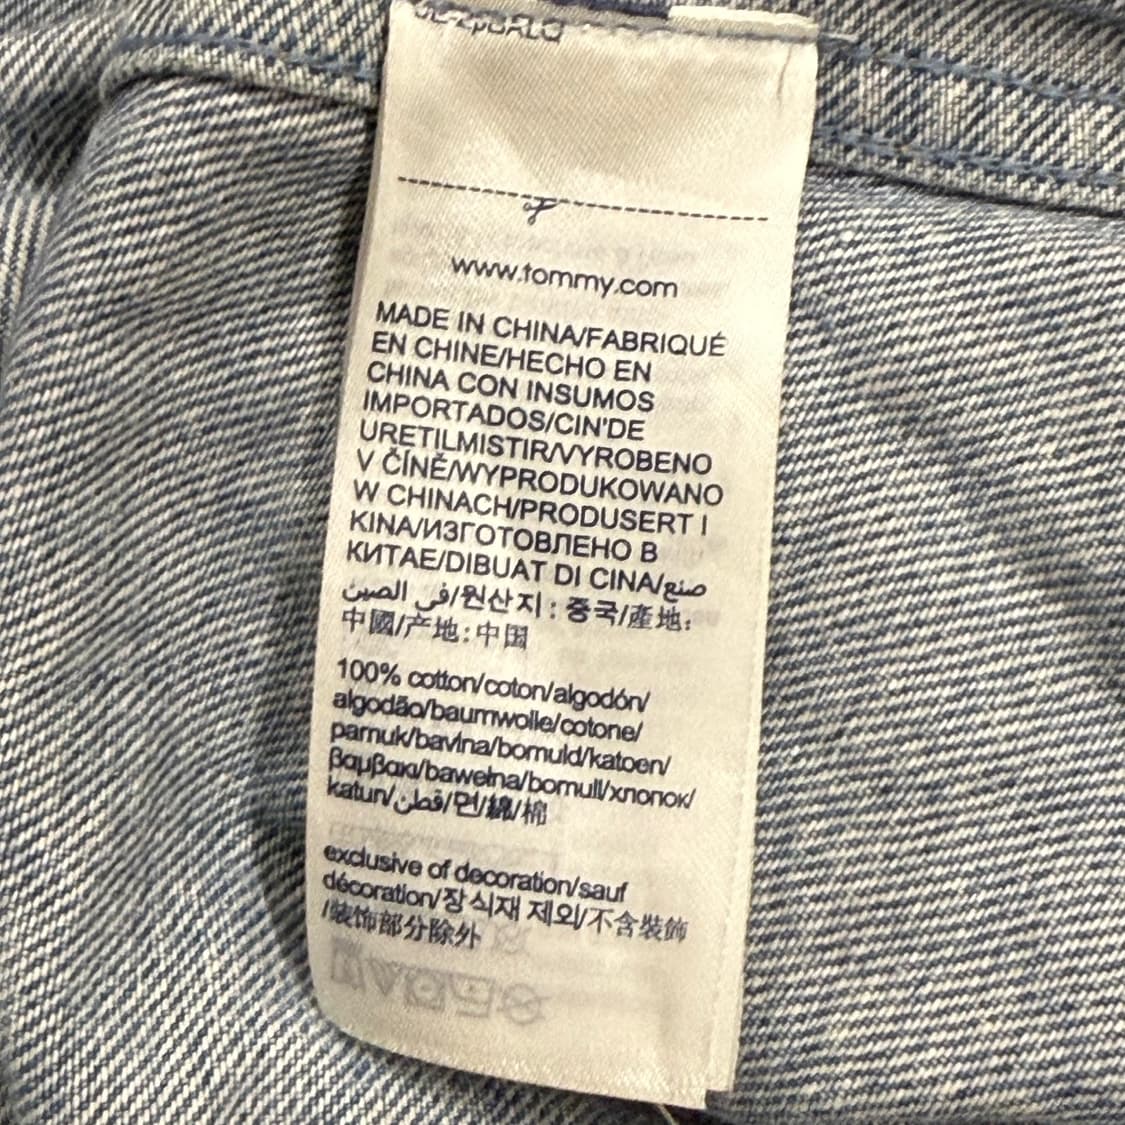 www.tommy.com
MADE IN CHINA/FABRIQUÉ
EN CHINE/HECHO EN
CHINA CON INSUMOS
IMPORTADOS/CIN'DE
URETILMISTIR/VYROBENO
V ČÍNĚ/WYPRODUKOWANO
W CHINACH/PRODUSERT I
KINA/ИЗГОТОВЛЕНО В
КИТАЕ/DIBUAT DI CINA/صنع
في الصين/원산지: 중국/產地:
中國/产地:中国
100% cotton/coton/algodón/
algodão/baumwolle/cotone/
pamuk/bavlna/bomuld/katoen/
βαμβακι/bawełna/bomull/хлопок/
katun/قطن/면/綿/棉
exclusive of decoration/sauf
décoration/장식재 제외/不含裝飾
/装饰部分除外